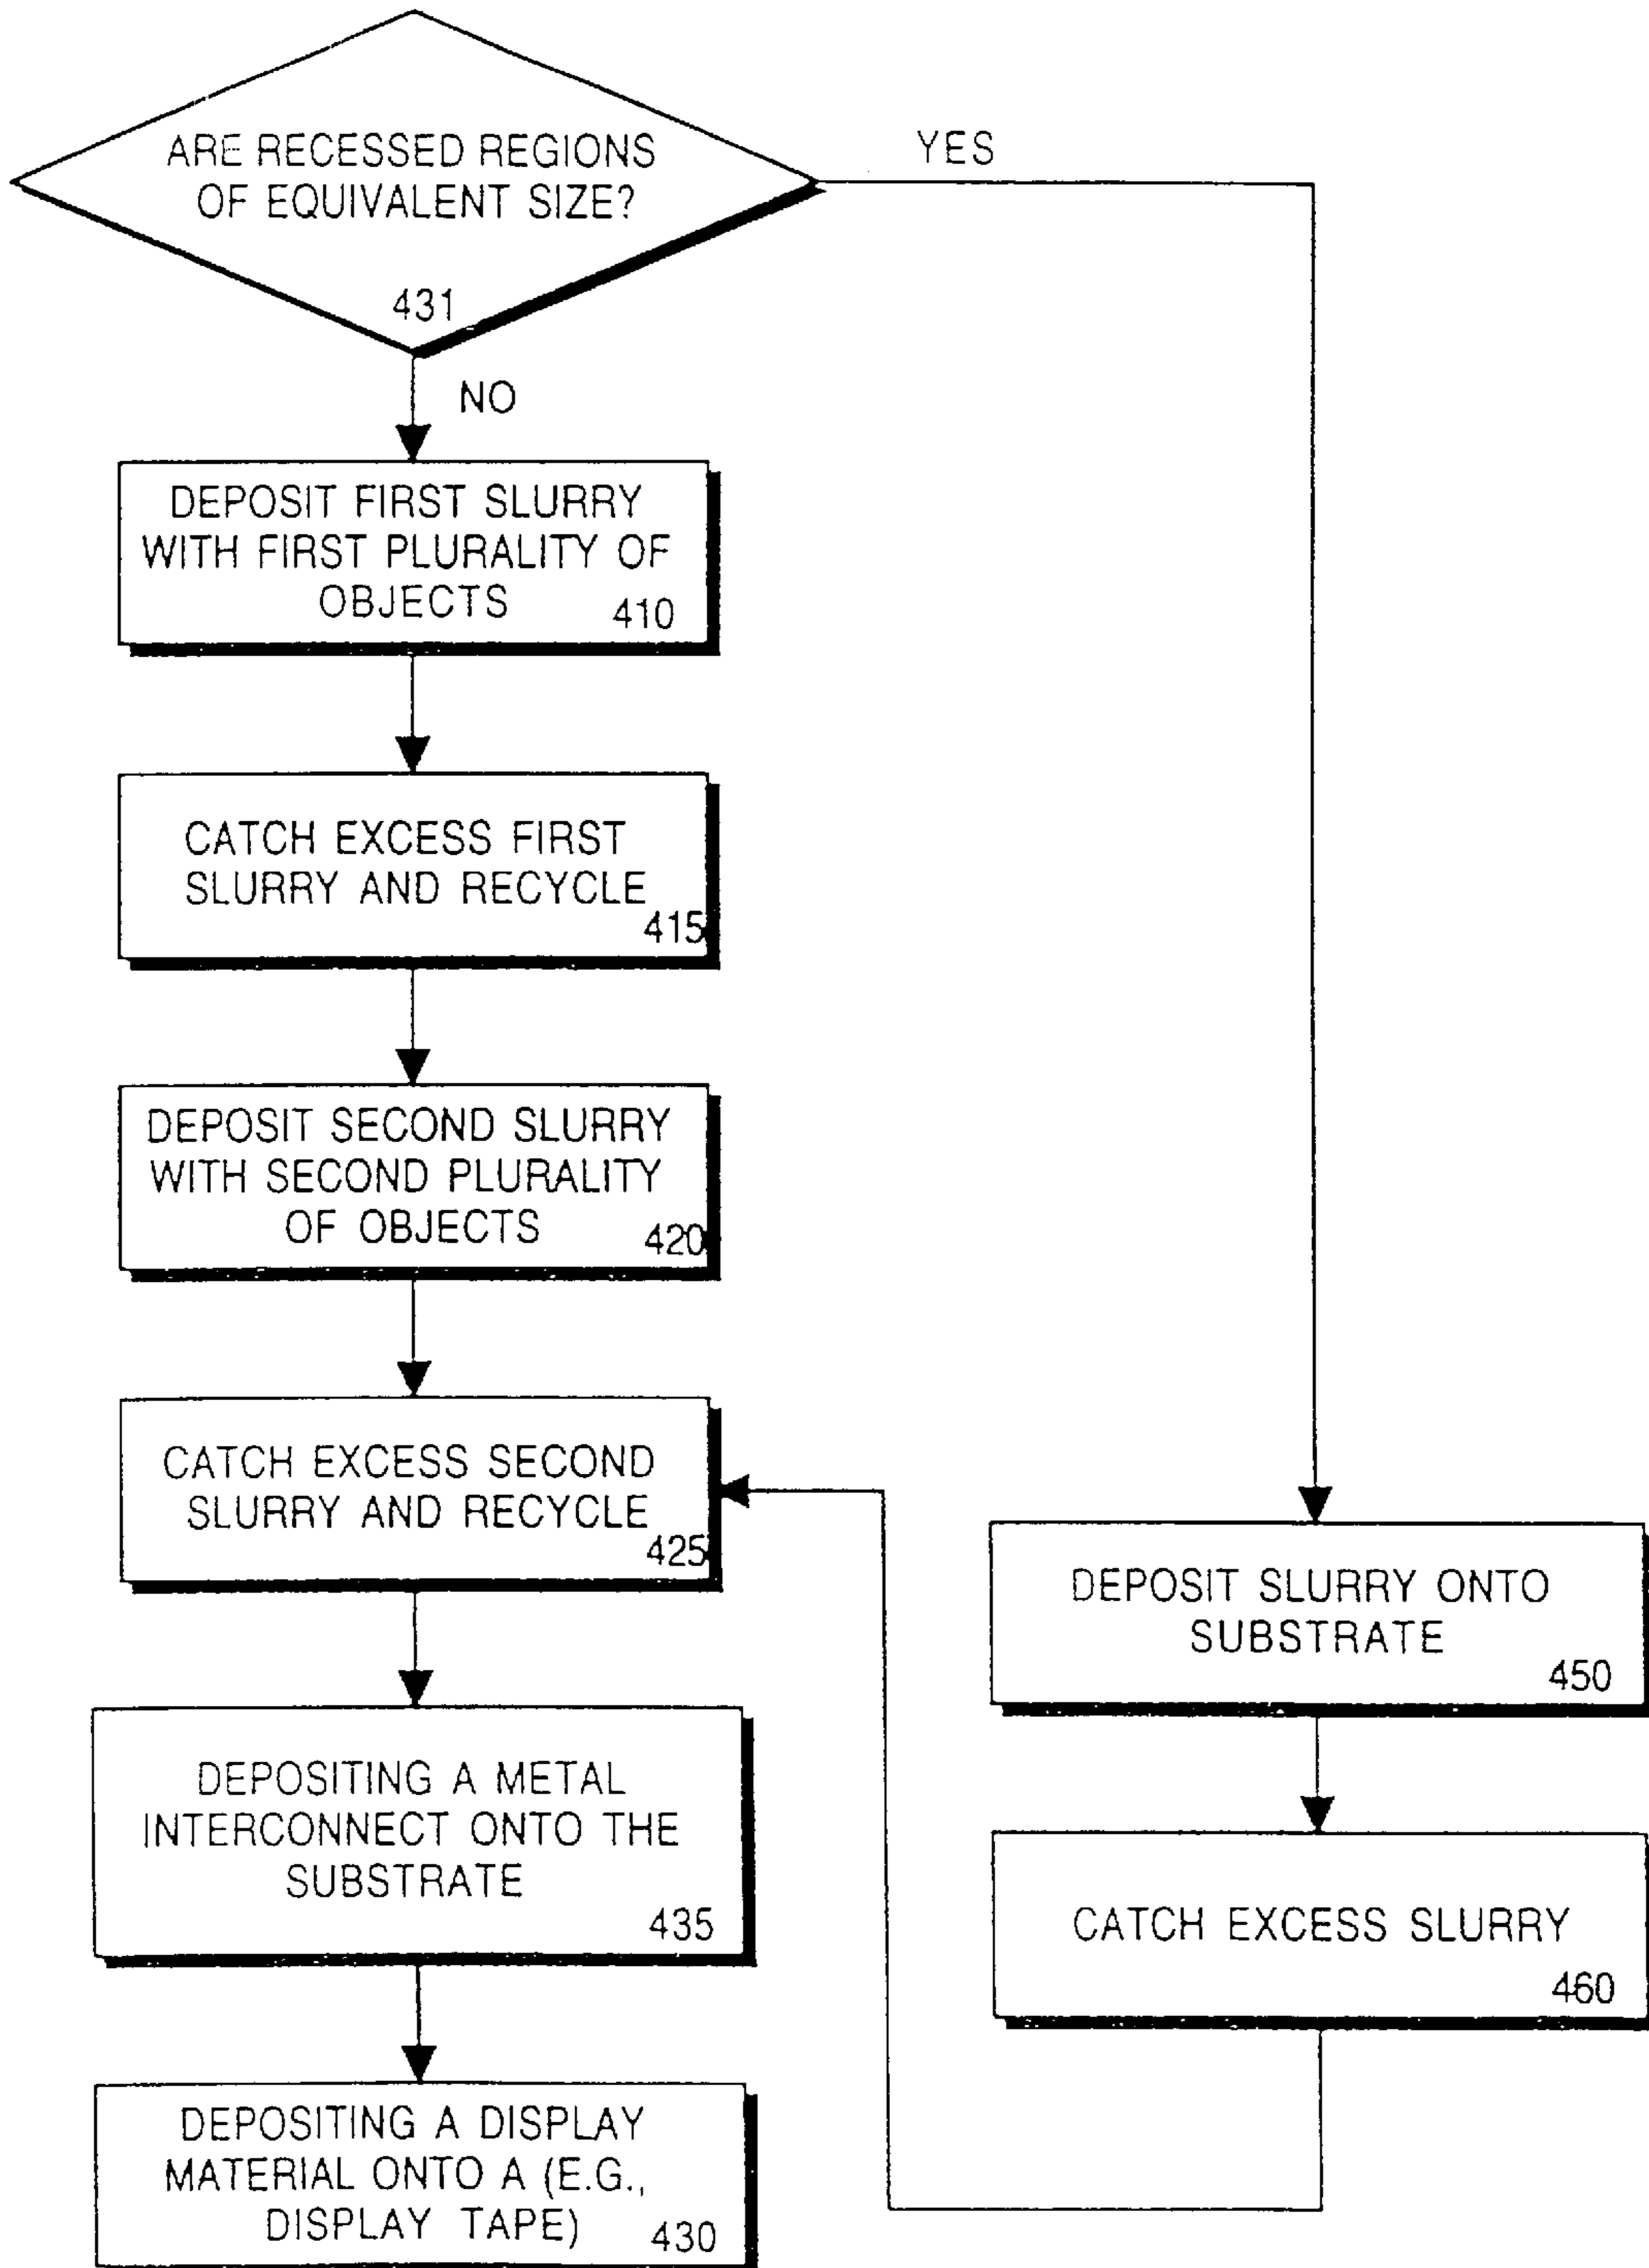 ARE RECESSED REGIONS
OF EQUIVALENT SIZE?
431
YES
NO
DEPOSIT FIRST SLURRY
WITH FIRST PLURALITY OF
OBJECTS 410
CATCH EXCESS FIRST
SLURRY AND RECYCLE
415
DEPOSIT SECOND SLURRY
WITH SECOND PLURALITY
OF OBJECTS 420
CATCH EXCESS SECOND
SLURRY AND RECYCLE
425
DEPOSITING A METAL
INTERCONNECT ONTO THE
SUBSTRATE
435
DEPOSITING A DISPLAY
MATERIAL ONTO A (E.G.,
DISPLAY TAPE) 430
DEPOSIT SLURRY ONTO
SUBSTRATE
450
CATCH EXCESS SLURRY
460